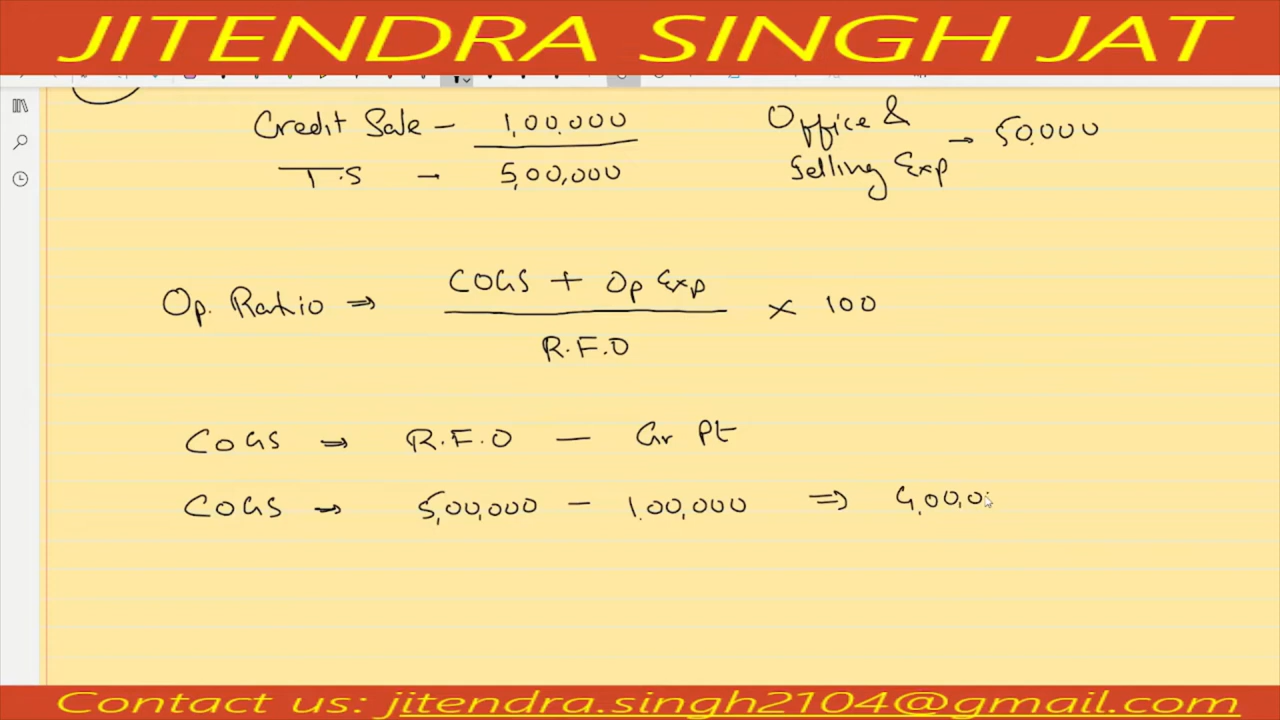 JITENDRA SINGH JAT
Credit Sale - 1,00,000
T.S → 5,00,000
Office &
Selling Exp → 50,000
Op. Ratio ⇒ COGS + Op Exp
R.F.O
× 100
COGS → R.F.O — Gr Pt
COGS → 5,00,000 - 1,00,000 ⇒ 4,00,0
Contact us: jitendra.singh2104@gmail.com